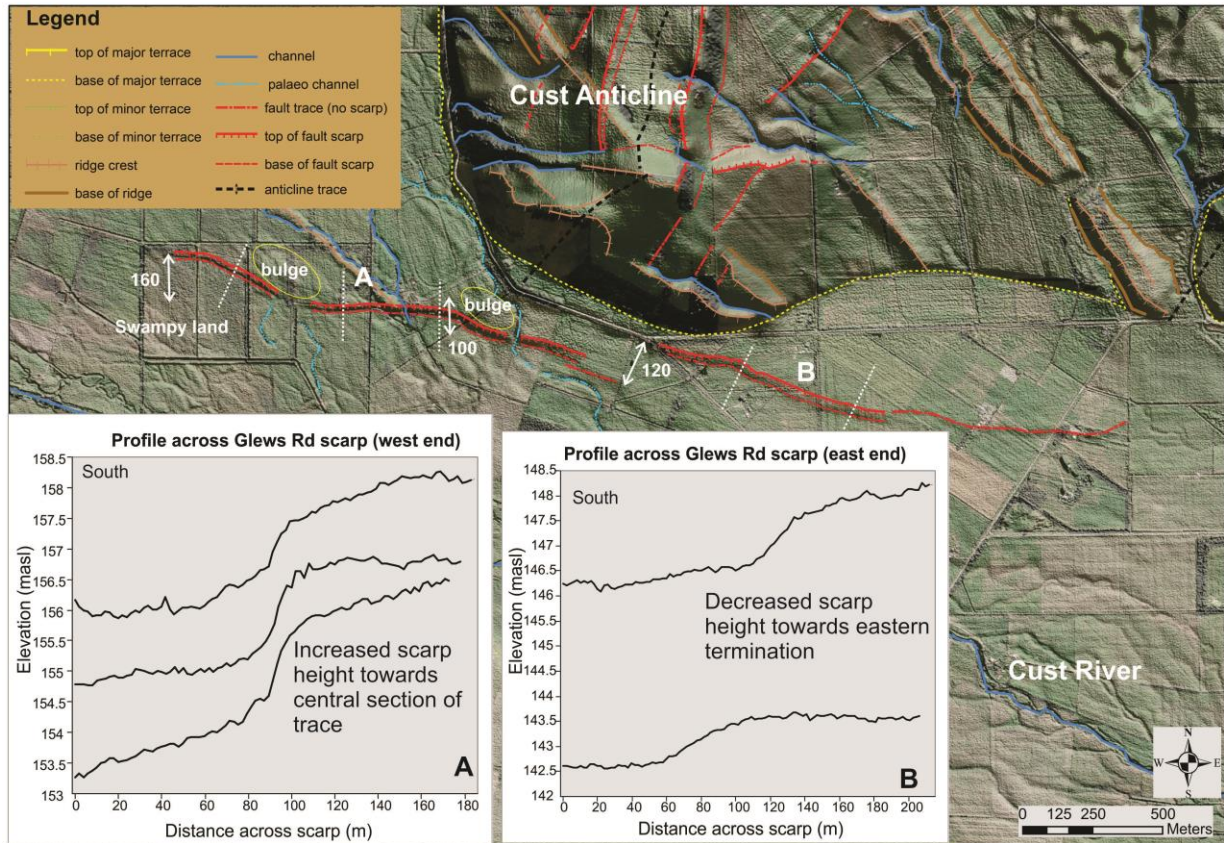 Legend
top of major terrace
base of major terrace
top of minor terrace
base of minor terrace
ridge crest
base of ridge
channel
palaeo channel
fault trace (no scarp)
top of fault scarp
base of fault scarp
anticline trace
Cust Anticline
160
bulge
A
Swampy land
100
bulge
120
B
Profile across Glews Rd scarp (west end)
158.5
South
158
157.5
157
156.5
156
155.5
155
154.5
154
153.5
153
Elevation (masl)
Increased scarp
height towards
central section of
trace
A
0 20 40 60 80 100 120 140 160 180
Distance across scarp (m)
Profile across Glews Rd scarp (east end)
148.5
South
148
147.5
147
146.5
146
145.5
145
144.5
144
143.5
143
142.5
142
Elevation (masl)
Decreased scarp
height towards eastern
termination
B
0 20 40 60 80 100 120 140 160 180 200
Distance across scarp (m)
Cust River
N
W E
S
0 125 250 500
Meters